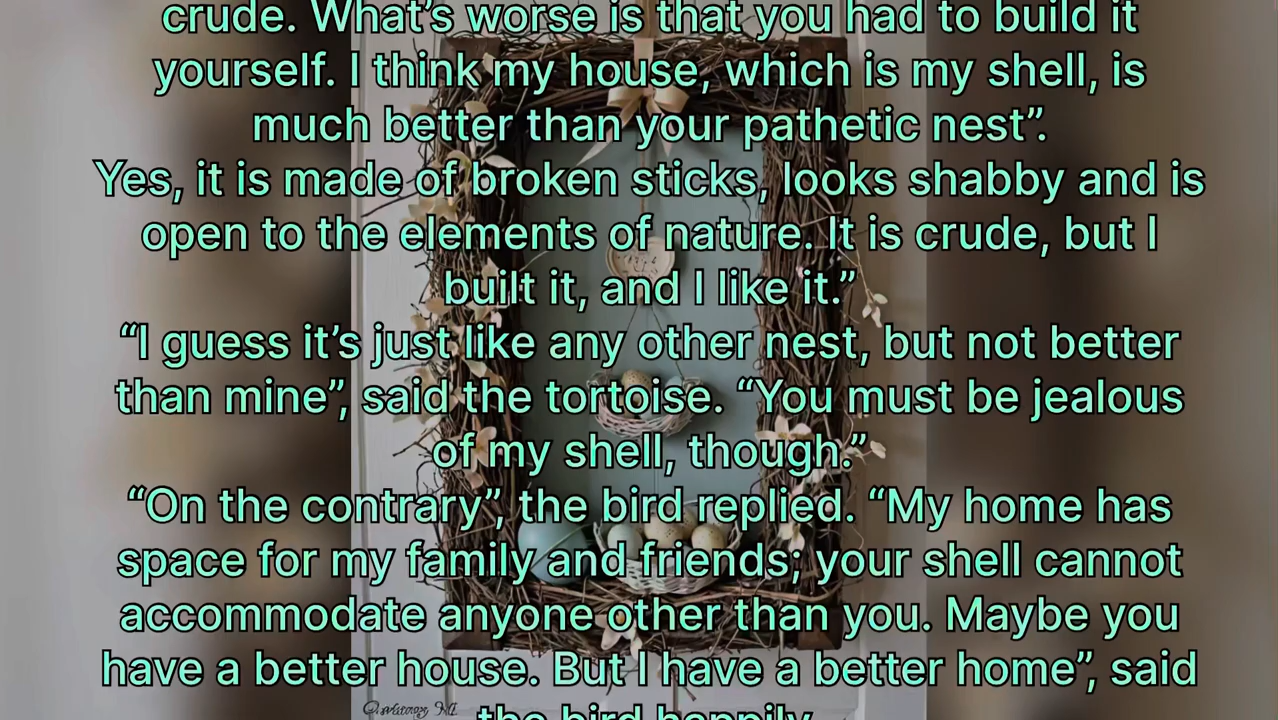 crude. What’s worse is that you had to build it
yourself. I think my house, which is my shell, is
much better than your pathetic nest”.
Yes, it is made of broken sticks, looks shabby and is
open to the elements of nature. It is crude, but I
built it, and I like it.”
“I guess it’s just like any other nest, but not better
than mine”, said the tortoise. “You must be jealous
of my shell, though.”
“On the contrary”, the bird replied. “My home has
space for my family and friends; your shell cannot
accommodate anyone other than you. Maybe you
have a better house. But I have a better home”, said
the bird happily.